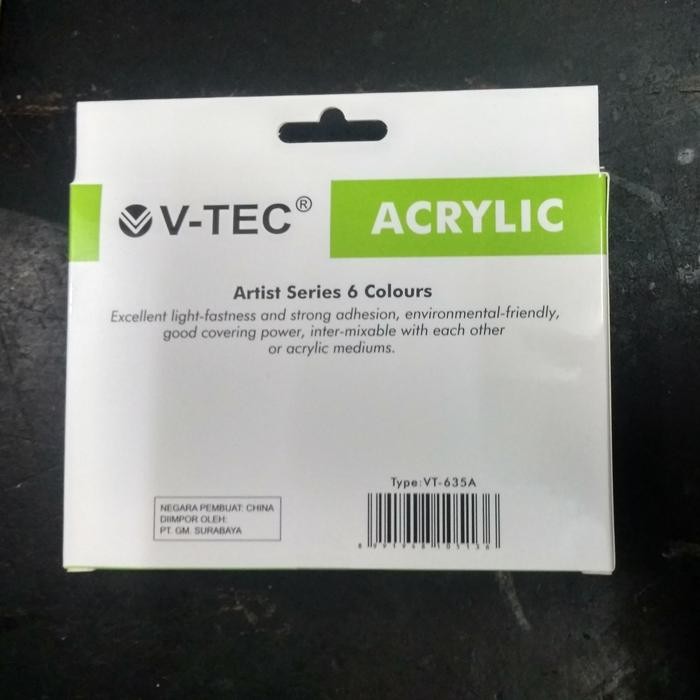 V-TEC®
ACRYLIC
Artist Series 6 Colours
Excellent light-fastness and strong adhesion, environmental-friendly,
good covering power, inter-mixable with each other
or acrylic mediums.
Type:VT-635A
NEGARA PEMBUAT: CHINA
DIIMPOR OLEH:
PT. GM. SURABAYA